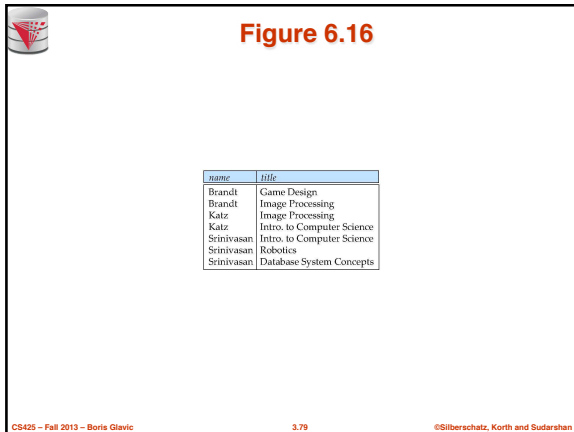 Figure 6.16
name title
Brandt Game Design
Brandt Image Processing
Katz Image Processing
Katz Intro. to Computer Science
Srinivasan Intro. to Computer Science
Srinivasan Robotics
Srinivasan Database System Concepts
CS425 – Fall 2013 – Boris Glavic 3.79 ©Silberschatz, Korth and Sudarshan